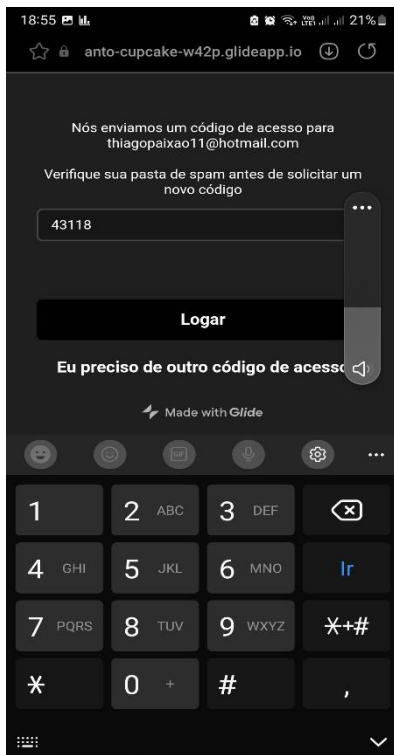 18:55 21%
anto-cupcake-w42p.glideapp.io
Nós enviamos um código de acesso para
thiagopaixao11@hotmail.com
Verifique sua pasta de spam antes de solicitar um
novo código
43118
Logar
Eu preciso de outro código de acesso
Made with Glide
GIF
1 2 ABC 3 DEF
4 GHI 5 JKL 6 MNO Ir
7 PQRS 8 TUV 9 WXYZ *+#
* 0 + # ,